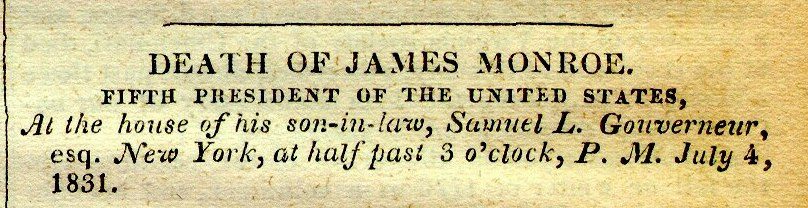 DEATH OF JAMES MONROE.
FIFTH PRESIDENT OF THE UNITED STATES,
At the house of his son-in-law, Samuel L. Gouverneur,
esq. New York, at half past 3 o'clock, P. M. July 4,
1831.